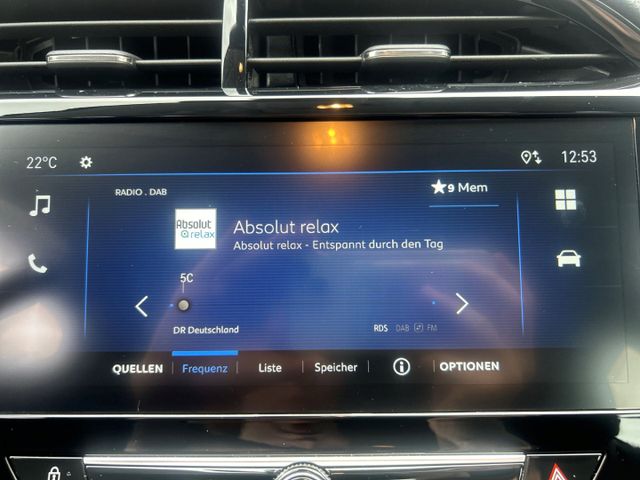 22°C
12:53
RADIO . DAB
9 Mem
Absolut
relax
Absolut relax
Absolut relax - Entspannt durch den Tag
5C
DR Deutschland
RDS DAB FM
QUELLEN Frequenz Liste Speicher OPTIONEN